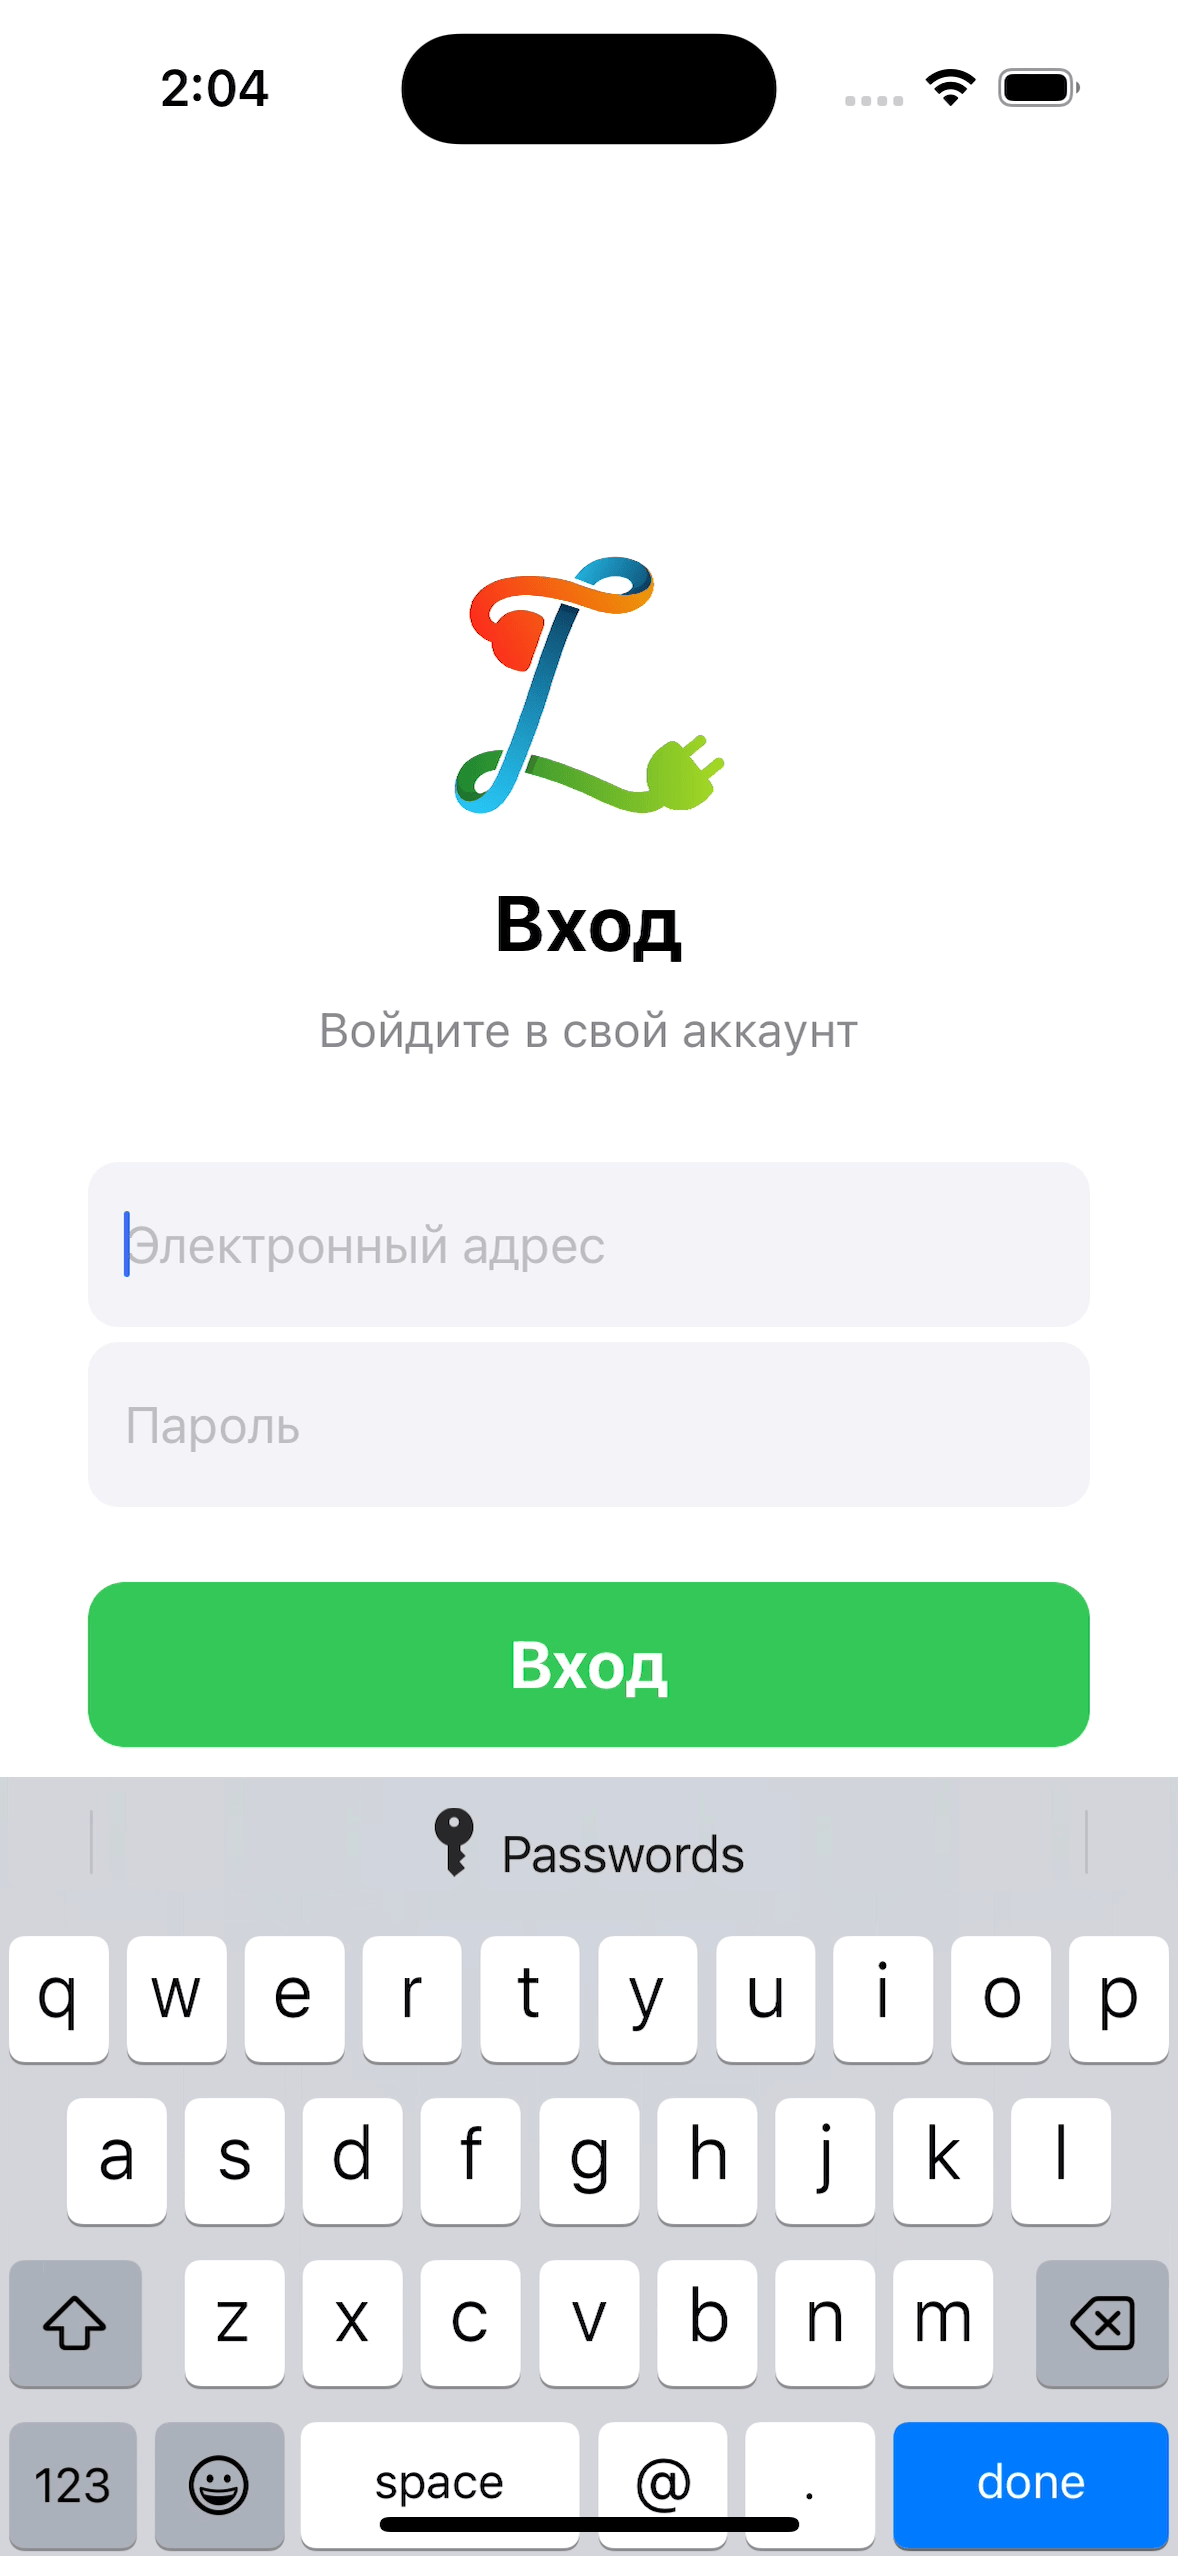 2:04
Вход
Войдите в свой аккаунт
Электронный адрес
Пароль
Вход
Passwords
q w e r t y u i o p
a s d f g h j k l
z x c v b n m
123 space @ . done